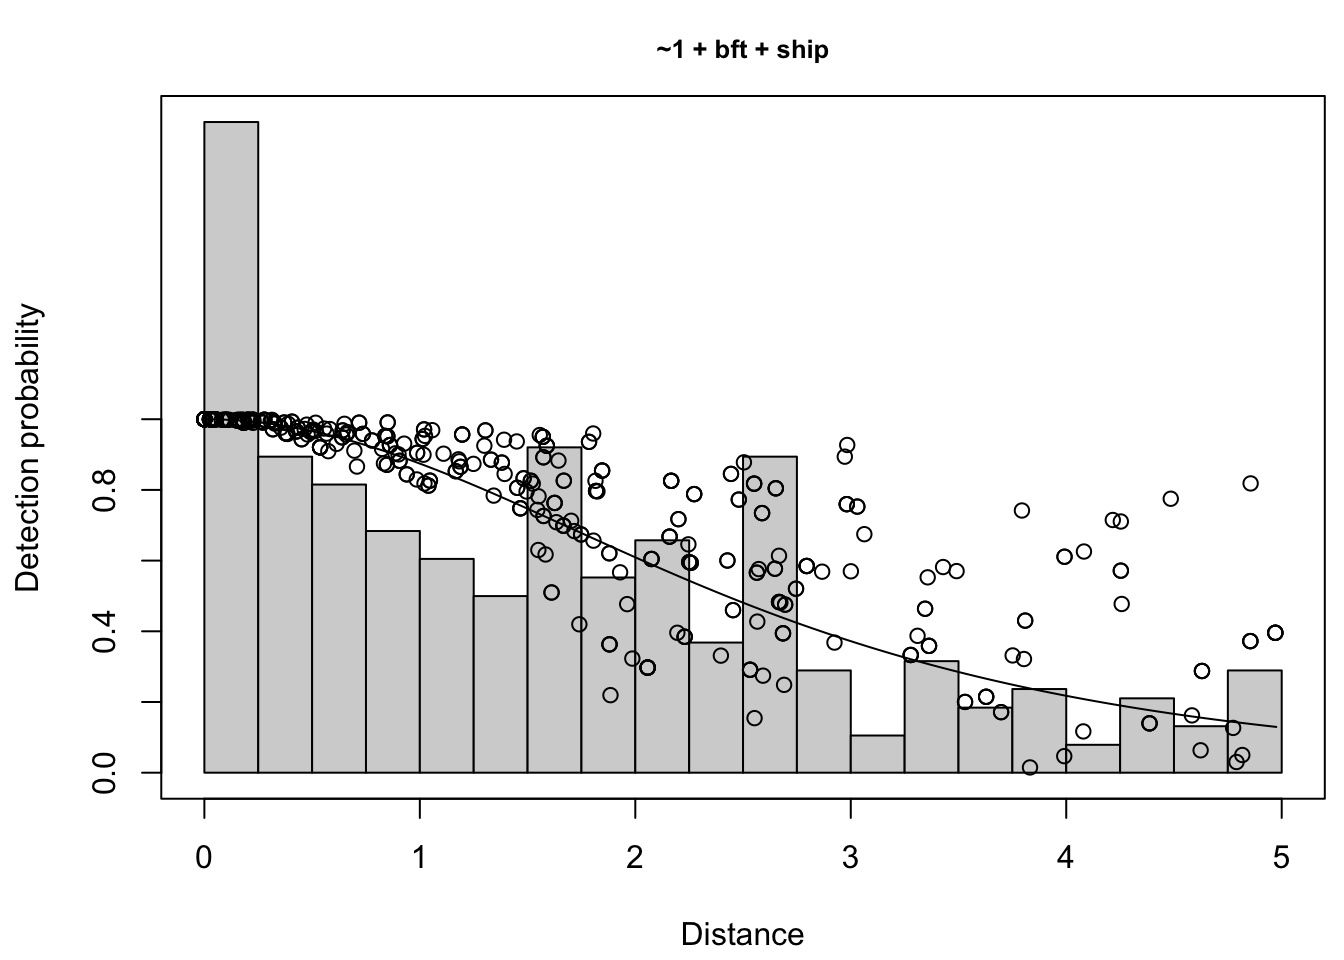 ~1 + bft + ship
Detection probability
0.8
0.4
0.0
0 1 2 3 4 5
Distance